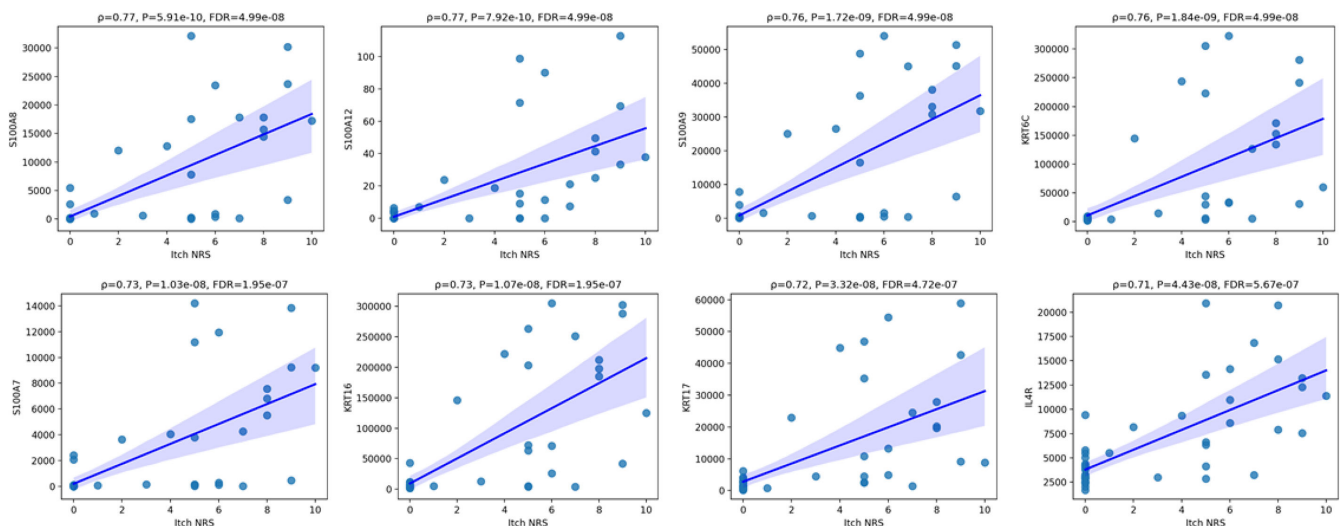 ρ=0.77, P=5.91e-10, FDR=4.99e-08
30000
25000
20000
15000
10000
5000
0
S100A8
0 2 4 6 8 10
Itch NRS
ρ=0.77, P=7.92e-10, FDR=4.99e-08
100
80
60
40
20
0
S100A12
0 2 4 6 8 10
Itch NRS
ρ=0.76, P=1.72e-09, FDR=4.99e-08
50000
40000
30000
20000
10000
0
S100A9
0 2 4 6 8 10
Itch NRS
ρ=0.76, P=1.84e-09, FDR=4.99e-08
300000
250000
200000
150000
100000
50000
0
KRT6C
0 2 4 6 8 10
Itch NRS
ρ=0.73, P=1.03e-08, FDR=1.95e-07
14000
12000
10000
8000
6000
4000
2000
0
S100A7
0 2 4 6 8 10
Itch NRS
ρ=0.73, P=1.07e-08, FDR=1.95e-07
300000
250000
200000
150000
100000
50000
0
KRT16
0 2 4 6 8 10
Itch NRS
ρ=0.72, P=3.32e-08, FDR=4.72e-07
60000
50000
40000
30000
20000
10000
0
KRT17
0 2 4 6 8 10
Itch NRS
ρ=0.71, P=4.43e-08, FDR=5.67e-07
20000
17500
15000
12500
10000
7500
5000
2500
IL4R
0 2 4 6 8 10
Itch NRS